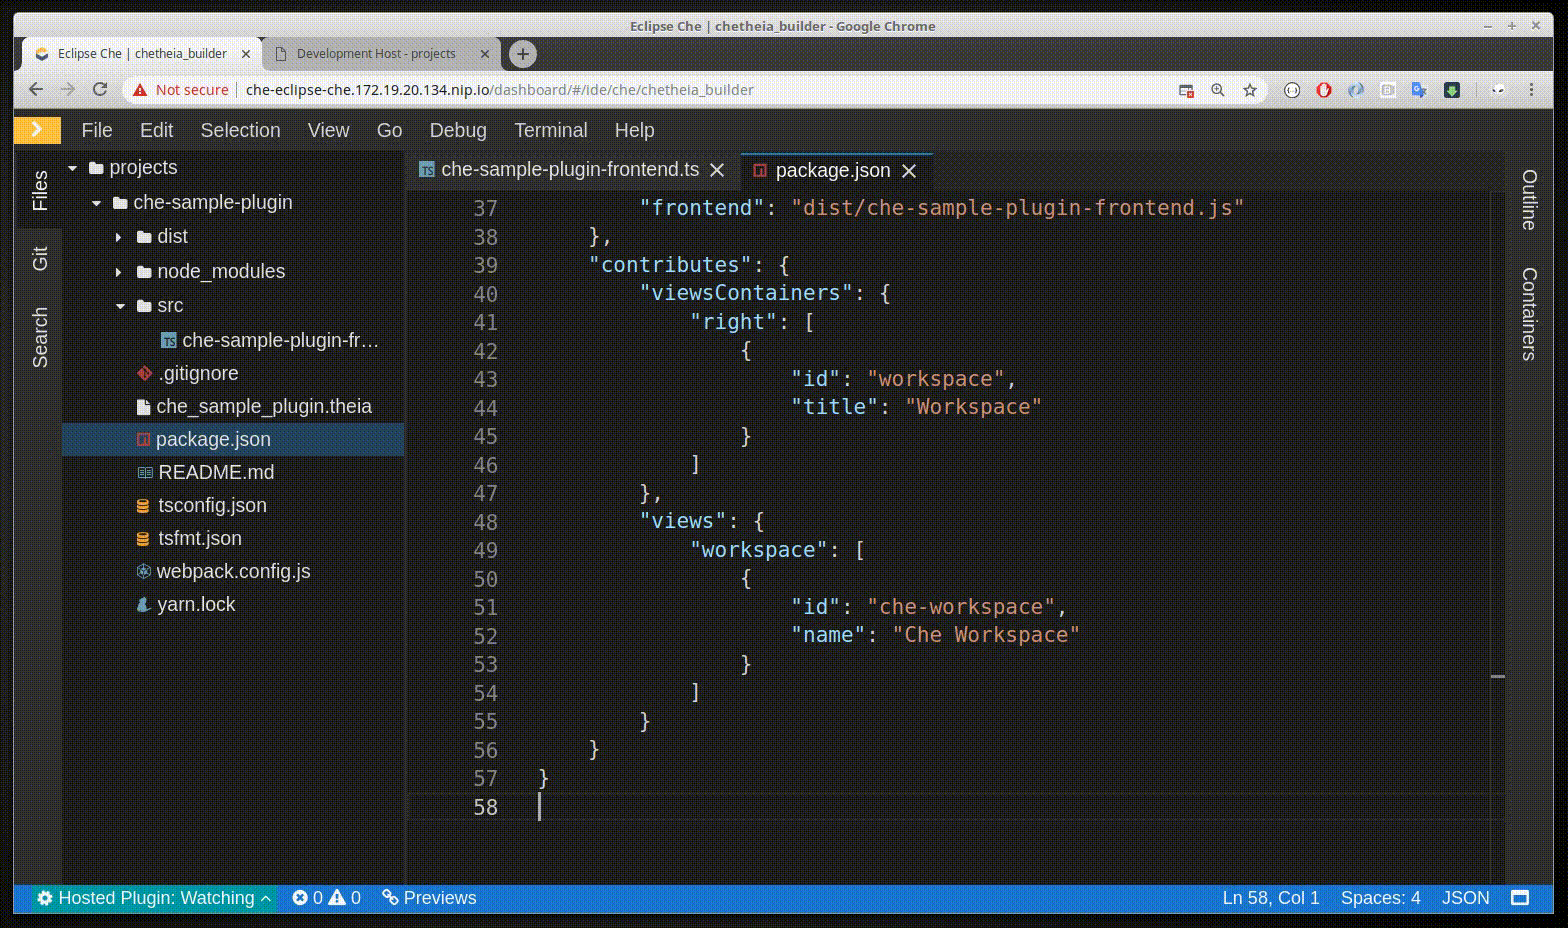 Eclipse Che | chetheia_builder - Google Chrome
Eclipse Che | chetheia_builder
Development Host - projects
Not secure che-eclipse-che.172.19.20.134.nip.io/dashboard/#/ide/che/chetheia_builder
File Edit Selection View Go Debug Terminal Help
Files
Git
Search
projects
che-sample-plugin
dist
node_modules
src
TS che-sample-plugin-fr...
.gitignore
che_sample_plugin.theia
package.json
README.md
tsconfig.json
tsfmt.json
webpack.config.js
yarn.lock
TS che-sample-plugin-frontend.ts
package.json
37 "frontend": "dist/che-sample-plugin-frontend.js"
38 },
39 "contributes": {
40 "viewsContainers": {
41 "right": [
42 {
43 "id": "workspace",
44 "title": "Workspace"
45 }
46 ]
47 },
48 "views": {
49 "workspace": [
50 {
51 "id": "che-workspace",
52 "name": "Che Workspace"
53 }
54 ]
55 }
56 }
57 }
58
Outline
Containers
Hosted Plugin: Watching 0 0 Previews
Ln 58, Col 1 Spaces: 4 JSON